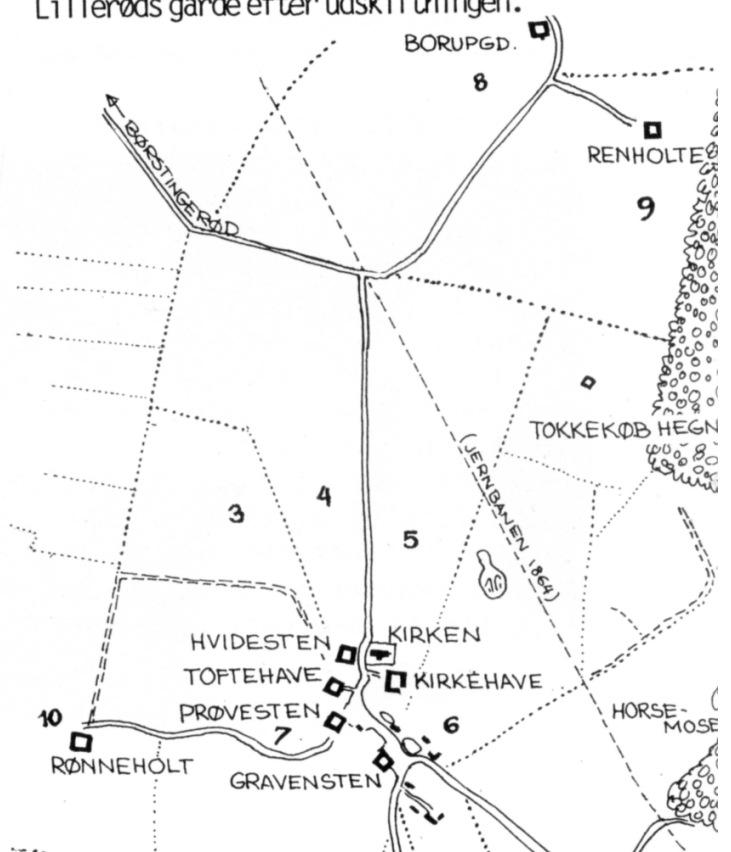 Lillerøds gårde efter udskiftningen.
BORUPGD.
8
BØRSTINGERØD
RENHOLTE
9
TOKKEKØB HEGN
(JERNBANEN 1864)
3
4
5
HVIDESTEN
KIRKEN
TOFTEHAVE
KIRKEHAVE
PRØVESTEN
10
7
6
HORSE-
MOSE
RØNNEHOLT
GRAVENSTEN